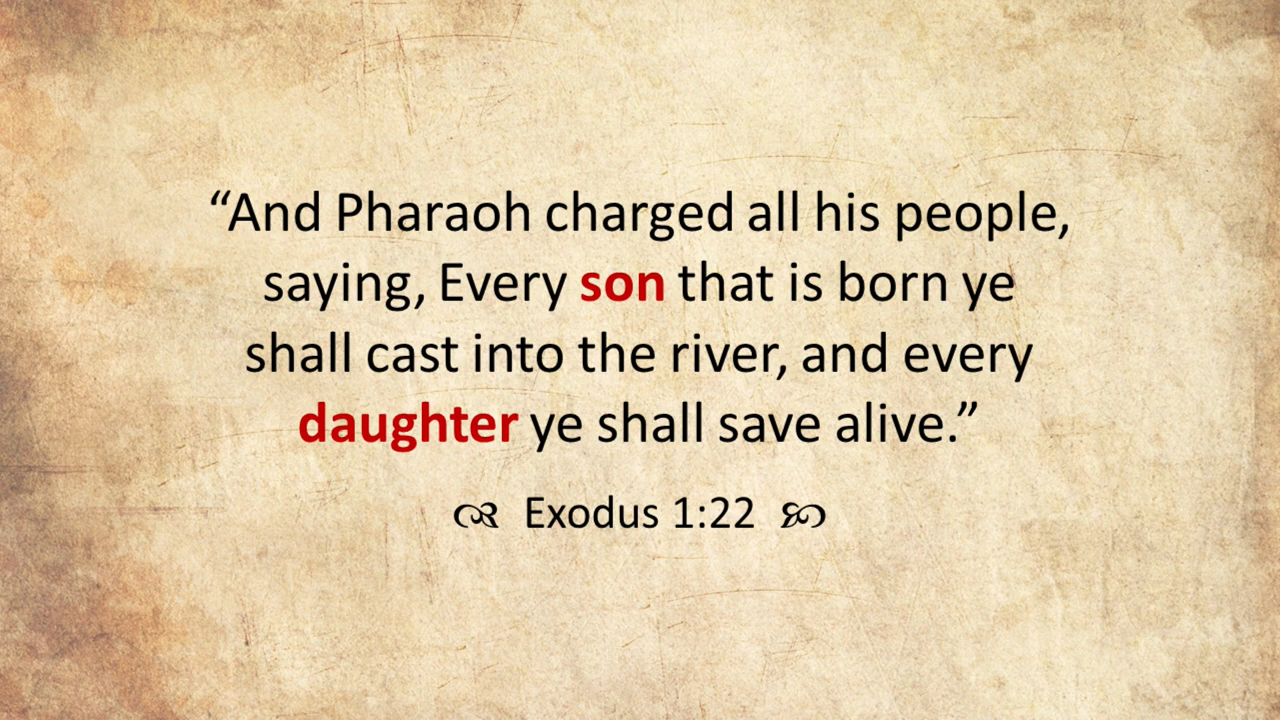 “And Pharaoh charged all his people,
saying, Every son that is born ye
shall cast into the river, and every
daughter ye shall save alive.”
Exodus 1:22